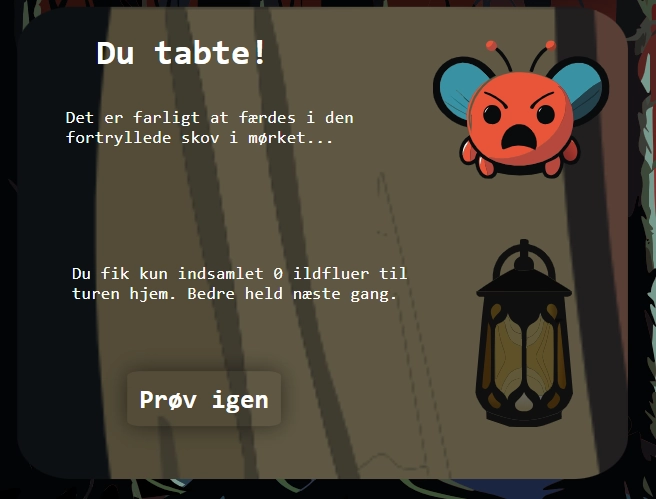 Du tabte!
Det er farligt at færdes i den
fortryllede skov i mørket...
Du fik kun indsamlet 0 ildfluer til
turen hjem. Bedre held næste gang.
Prøv igen